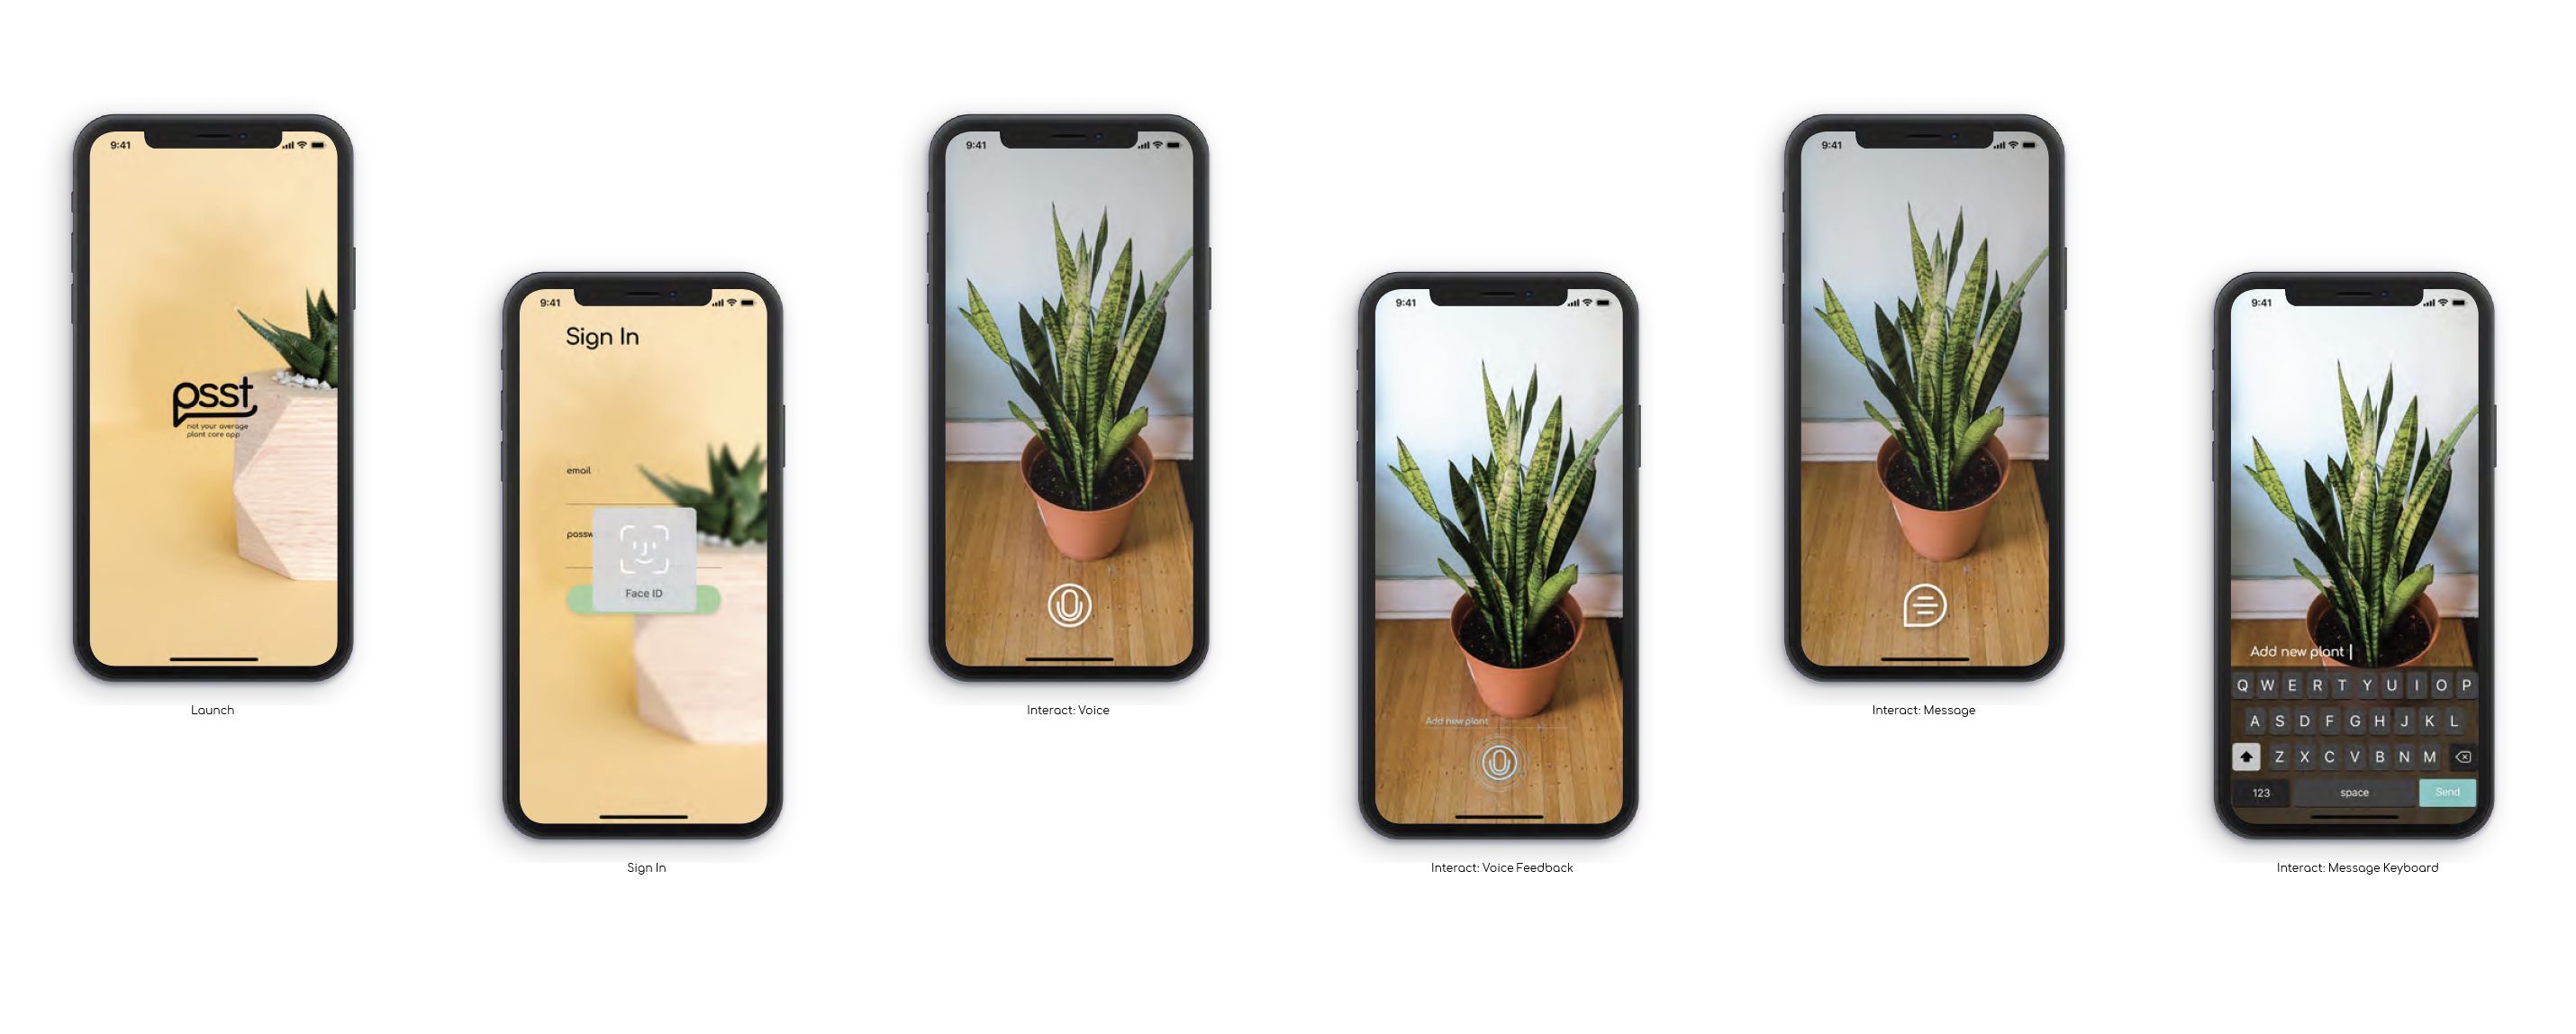 9:41
psst
not your average
plant care app
Launch
9:41
Sign In
email
passw
Face ID
Sign In
9:41
Interact: Voice
9:41
Add new plant
Interact: Voice Feedback
9:41
Interact: Message
9:41
Add new plant
Q W E R T Y U I O P
A S D F G H J K L
Z X C V B N M
123 space Send
Interact: Message Keyboard